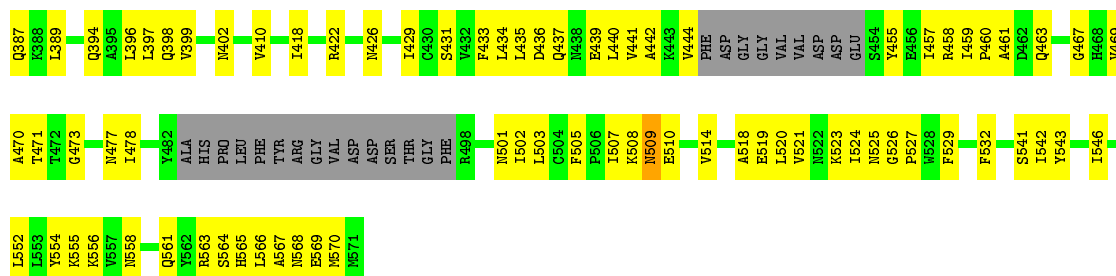 Q387 K388 L389 Q394 A395 L396 L397 Q398 V399 N402 V410 I418 R422 N426 I429 C430 S431 V432 F433 L434 L435 D436 Q437 N438 E439 L440 V441 A442 K443 V444 PHE ASP GLY GLY VAL VAL ASP ASP GLU S454 Y455 E456 I457 R458 I459 P460 A461 D462 Q463 G467 H468 V469
A470 T471 T472 G473 N477 I478 Y482 ALA HIS PRO LEU PHE TYR ARG GLY VAL ASP ASP SER THR GLY PHE R498 N501 I502 L503 C504 F505 P506 I507 K508 N509 E510 V514 A518 E519 L520 V521 N522 K523 I524 N525 G526 P527 W528 F529 F532 S541 I542 Y543 I546
L552 L553 Y554 K555 K556 V557 N558 Q561 Y562 R563 S564 H565 L566 A567 N568 E569 M570 M571